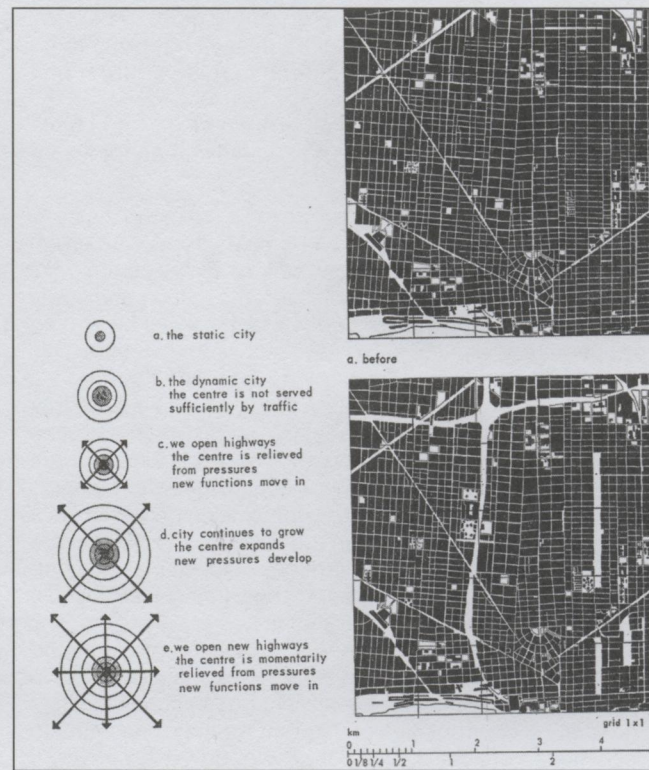 a. the static city
b. the dynamic city
the centre is not served
sufficiently by traffic
c. we open highways
the centre is relieved
from pressures
new functions move in
d. city continues to grow
the centre expands
new pressures develop
e. we open new highways
the centre is momentarity
relieved from pressures
new functions move in
a. before
grid 1x1
km
0 1 2 3 4
0 1/8 1/4 1/2 1 2